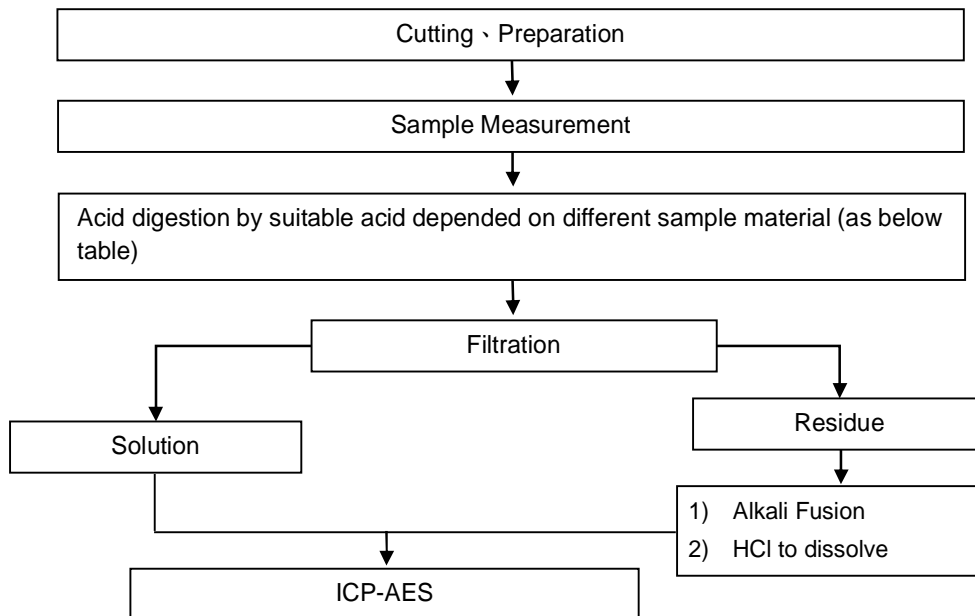 Cutting、Preparation
Sample Measurement
Acid digestion by suitable acid depended on different sample material (as below
table)
Filtration
Solution
Residue
1) Alkali Fusion
2) HCl to dissolve
ICP-AES